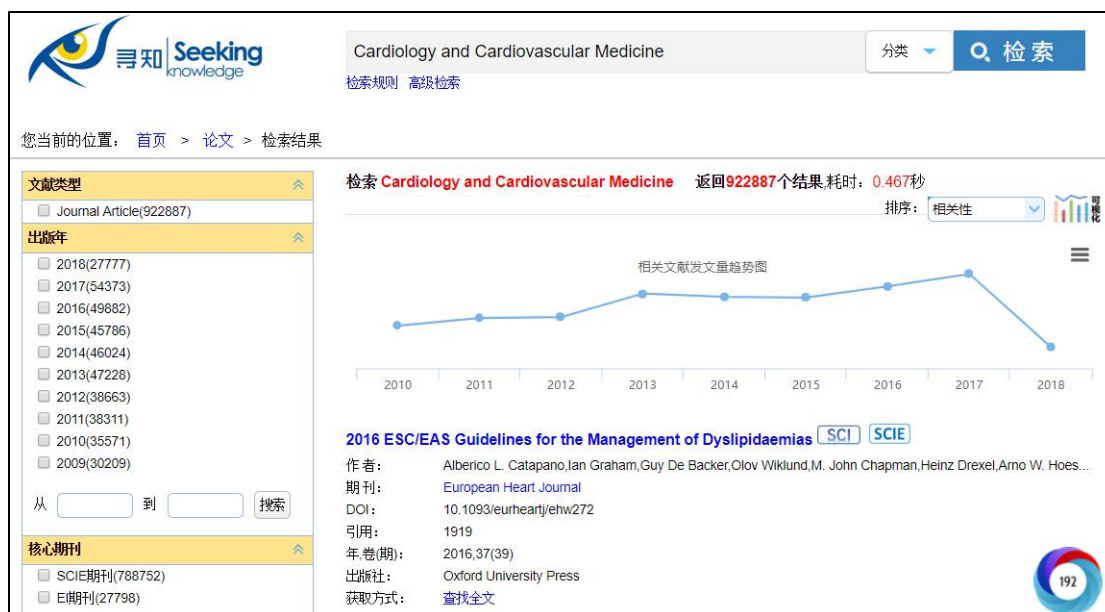 寻知 Seeking
knowledge
Cardiology and Cardiovascular Medicine
分类
检索
检索规则 高级检索
您当前的位置： 首页 > 论文 > 检索结果
文献类型
Journal Article(922887)
出版年
2018(27777)
2017(54373)
2016(49882)
2015(45786)
2014(46024)
2013(47228)
2012(38663)
2011(38311)
2010(35571)
2009(30209)
从 到 搜索
核心期刊
SCIE期刊(788752)
EI期刊(27798)
检索 Cardiology and Cardiovascular Medicine 返回922887个结果,耗时：0.467秒
排序： 相关性
可视化
相关文献发文量趋势图
2010 2011 2012 2013 2014 2015 2016 2017 2018
2016 ESC/EAS Guidelines for the Management of Dyslipidaemias SCI SCIE
作者： Alberico L. Catapano,Ian Graham,Guy De Backer,Olov Wiklund,M. John Chapman,Heinz Drexel,Arno W. Hoes...
期刊： European Heart Journal
DOI： 10.1093/eurheartj/ehw272
引用： 1919
年,卷(期)： 2016,37(39)
出版社： Oxford University Press
获取方式： 查找全文
192